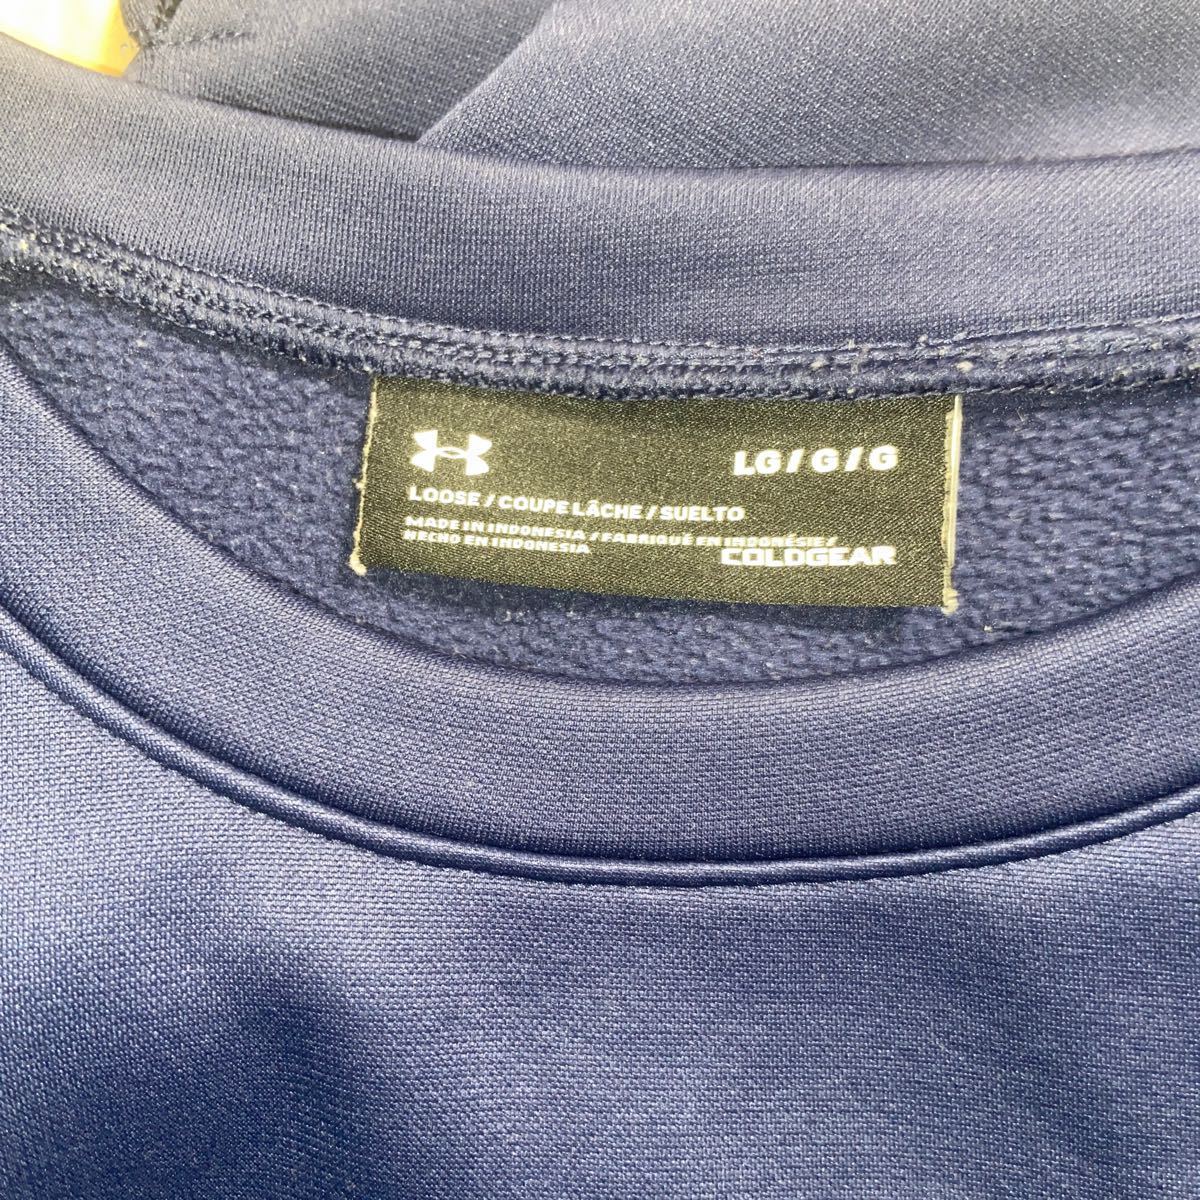 LG / G / G
LOOSE / COUPE LÂCHE / SUELTO
MADE IN INDONESIA / FABRIQUÉ EN INDONÉSIE /
HECHO EN INDONESIA
COLDGEAR